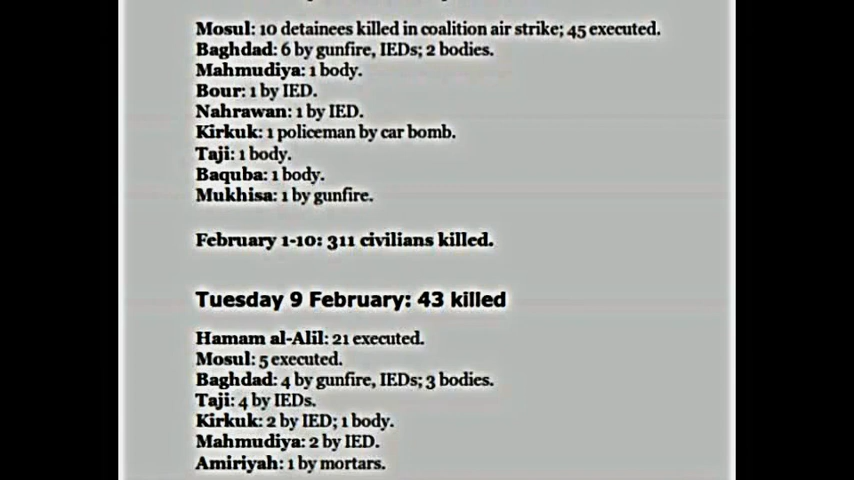 Mosul: 10 detainees killed in coalition air strike; 45 executed.
Baghdad: 6 by gunfire, IEDs; 2 bodies.
Mahmudiya: 1 body.
Bour: 1 by IED.
Nahrawan: 1 by IED.
Kirkuk: 1 policeman by car bomb.
Taji: 1 body.
Baquba: 1 body.
Mukhisa: 1 by gunfire.
February 1-10: 311 civilians killed.
Tuesday 9 February: 43 killed
Hamam al-Alil: 21 executed.
Mosul: 5 executed.
Baghdad: 4 by gunfire, IEDs; 3 bodies.
Taji: 4 by IEDs.
Kirkuk: 2 by IED; 1 body.
Mahmudiya: 2 by IED.
Amiriyah: 1 by mortars.